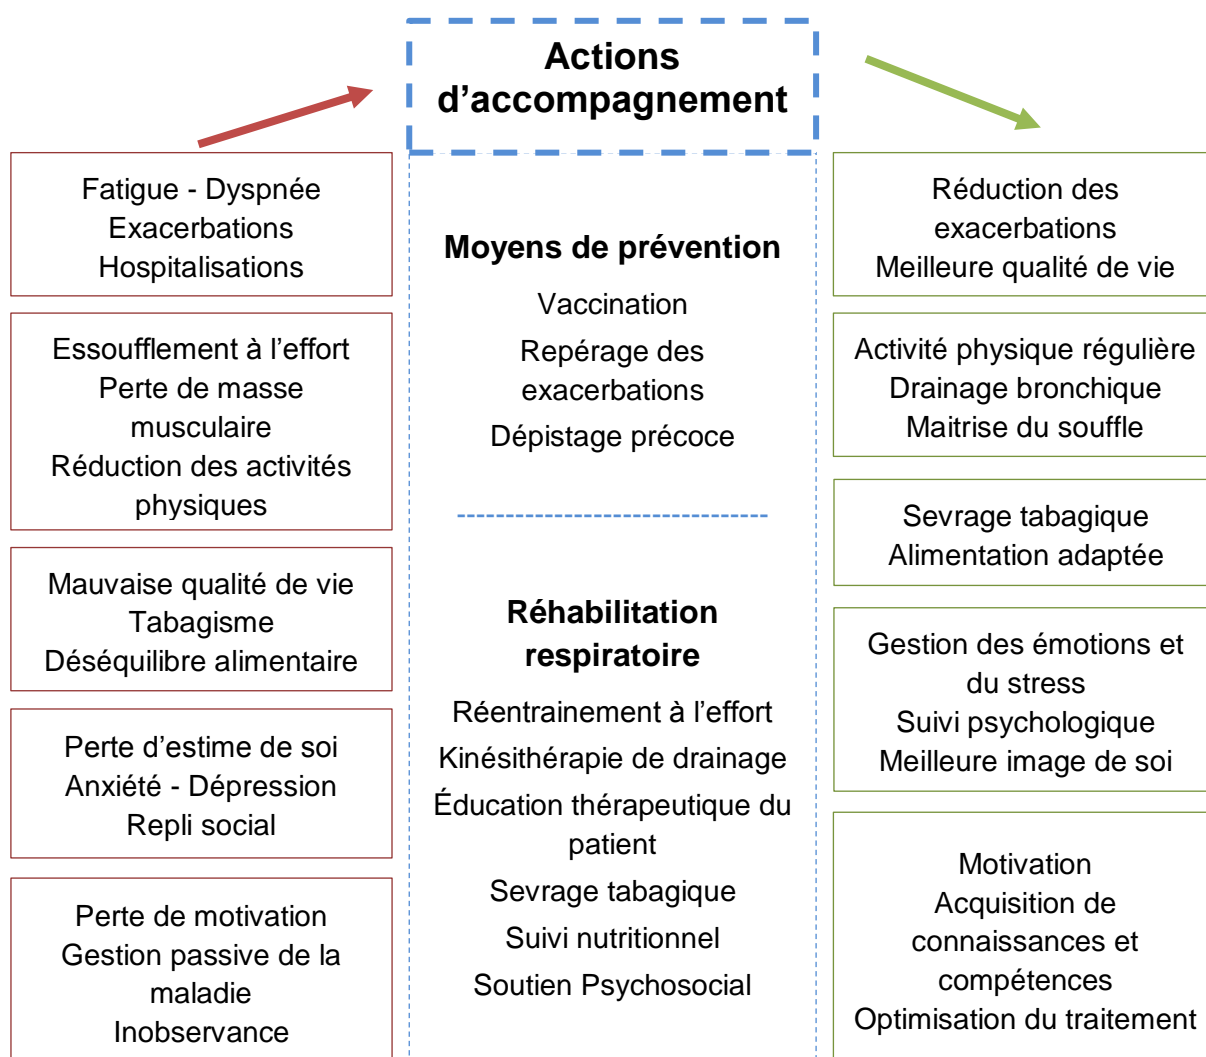 Actions
d’accompagnement
Fatigue - Dyspnée
Exacerbations
Hospitalisations
Essoufflement à l’effort
Perte de masse
musculaire
Réduction des activités
physiques
Mauvaise qualité de vie
Tabagisme
Déséquilibre alimentaire
Perte d’estime de soi
Anxiété - Dépression
Repli social
Perte de motivation
Gestion passive de la
maladie
Inobservance
Moyens de prévention
Vaccination
Repérage des
exacerbations
Dépistage précoce
Réhabilitation
respiratoire
Réentrainement à l’effort
Kinésithérapie de drainage
Éducation thérapeutique du
patient
Sevrage tabagique
Suivi nutritionnel
Soutien Psychosocial
Réduction des
exacerbations
Meilleure qualité de vie
Activité physique régulière
Drainage bronchique
Maitrise du souffle
Sevrage tabagique
Alimentation adaptée
Gestion des émotions et
du stress
Suivi psychologique
Meilleure image de soi
Motivation
Acquisition de
connaissances et
compétences
Optimisation du traitement